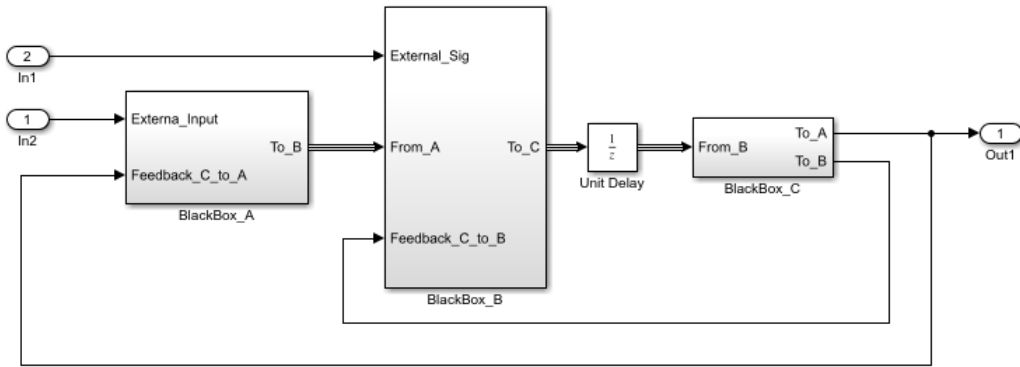 2
In1
1
In2
Externa_Input
Feedback_C_to_A
To_B
BlackBox_A
External_Sig
From_A
Feedback_C_to_B
To_C
BlackBox_B
1
z
Unit Delay
From_B
To_A
To_B
BlackBox_C
1
Out1